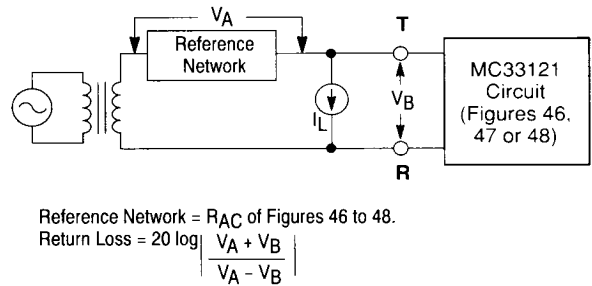 VA
Reference
Network
T
IL
VB
MC33121
Circuit
(Figures 46,
47 or 48)
R
Reference Network = RAC of Figures 46 to 48.
Return Loss = 20 log | VA + VB |
VA – VB